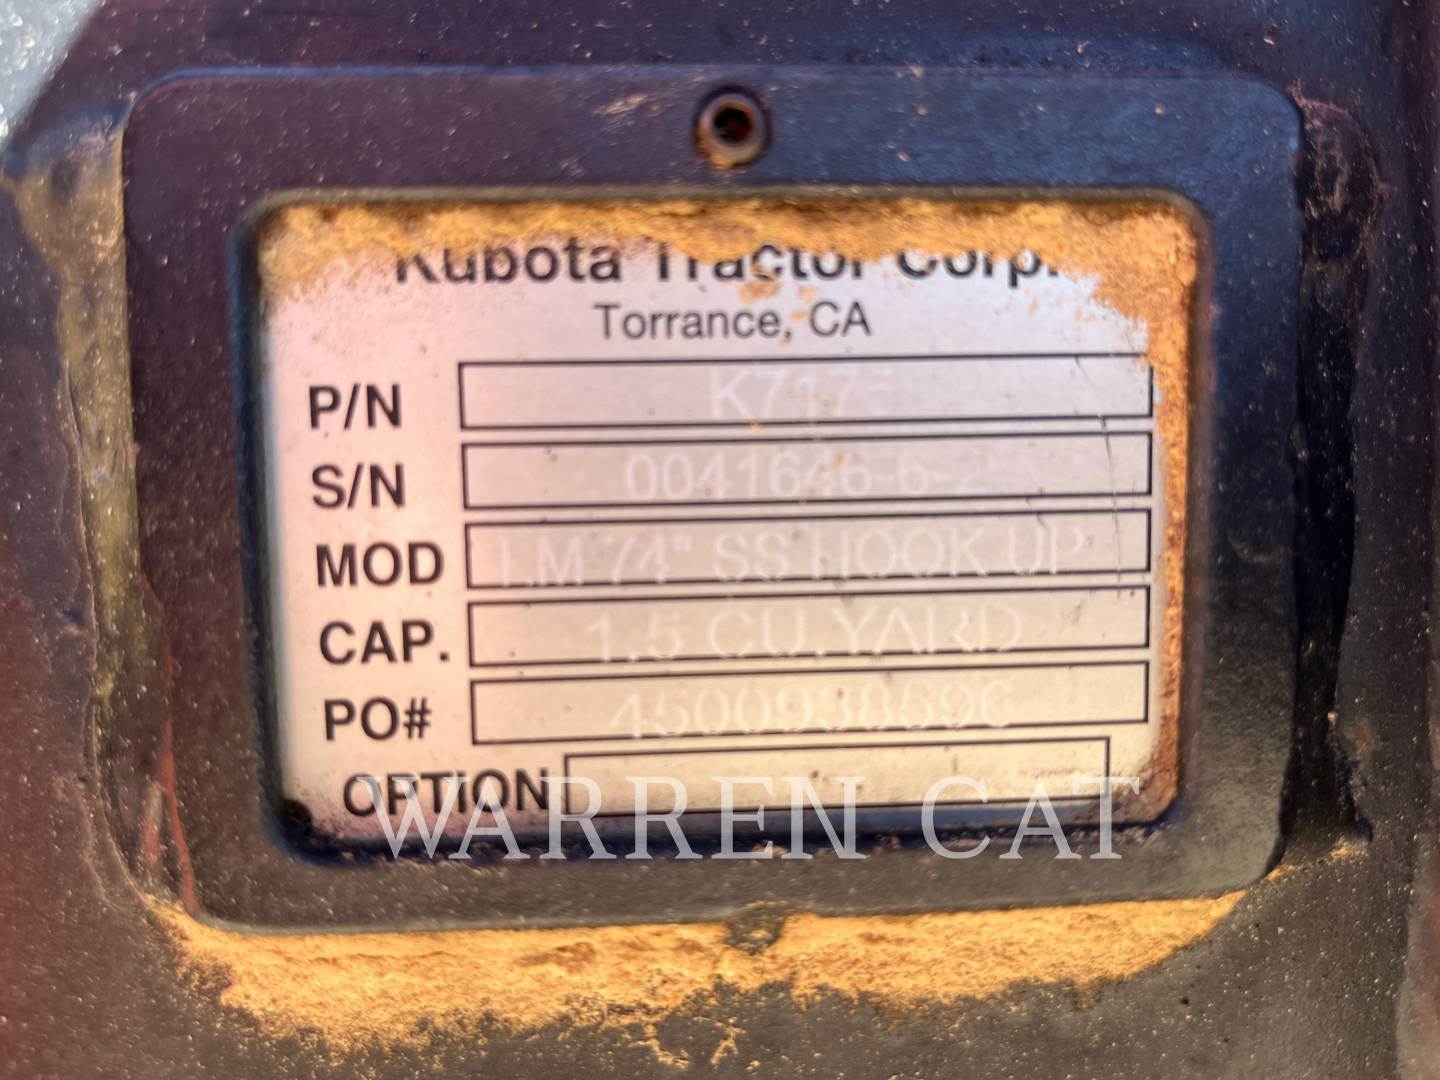 Kubota Tractor Corp.
Torrance, CA
P/N K7175
S/N 0041646-6-2
MOD LM 74" SS HOOK UP
CAP. 1.5 CU.YARD
PO# 4500938596
OPTION
WARREN CAT